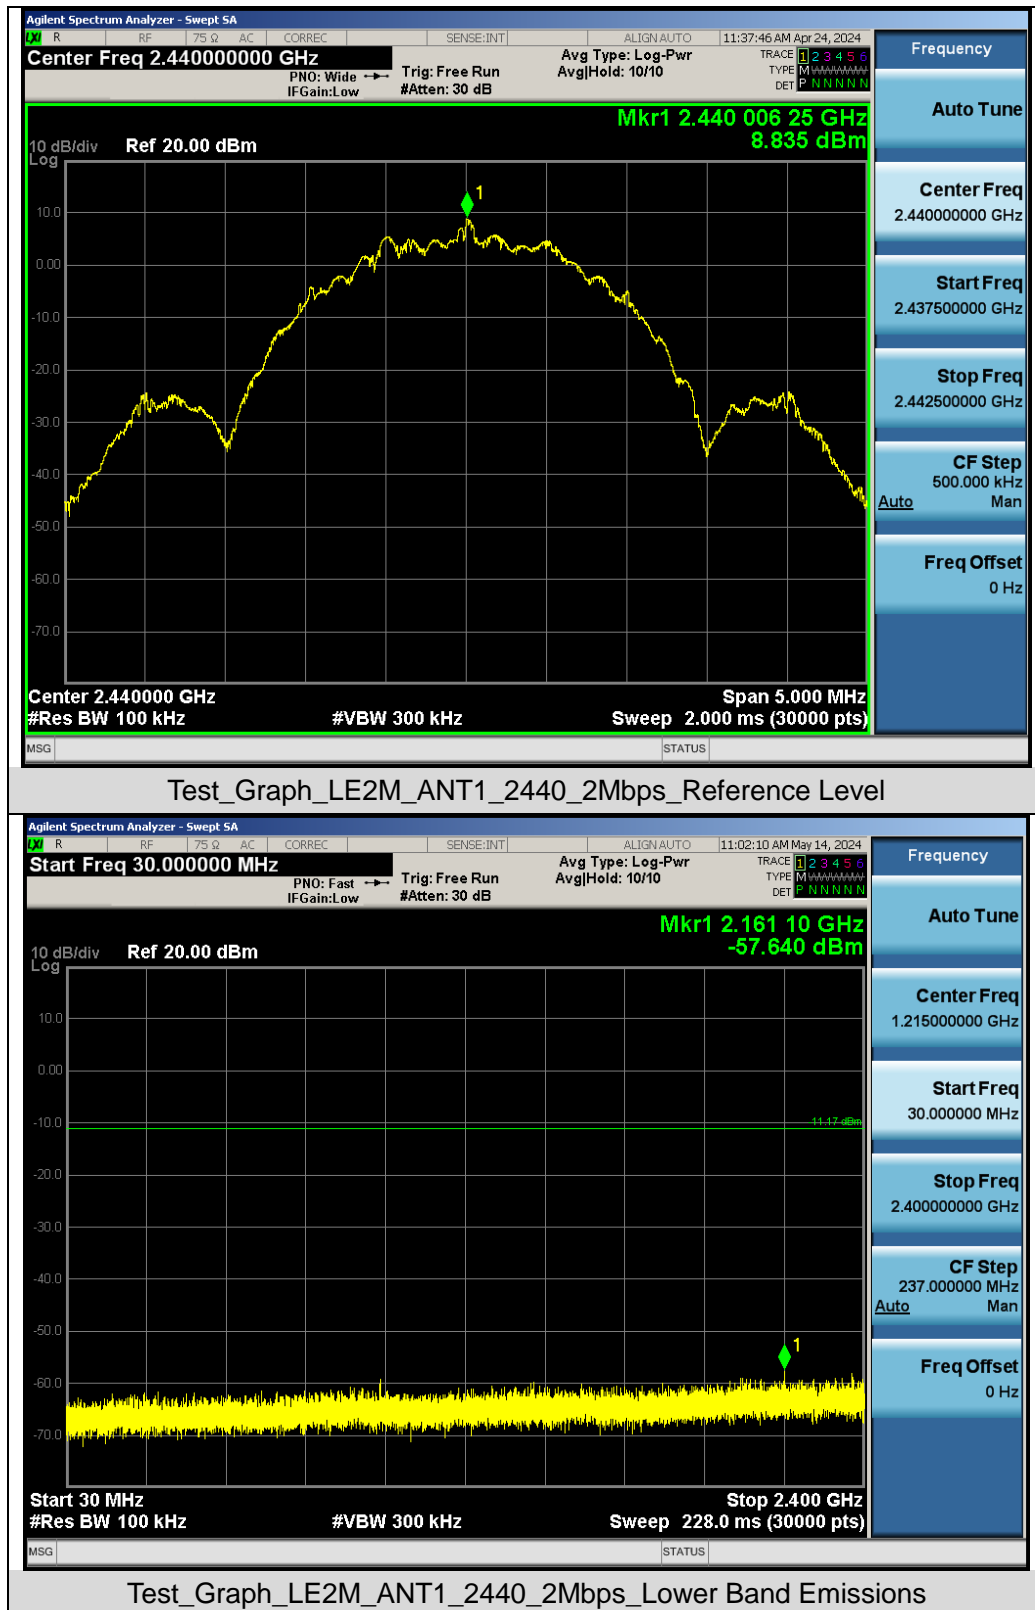 Agilent Spectrum Analyzer - Swept SA
LXI R RF 75 Ω AC CORREC SENSE:INT ALIGN AUTO 11:37:46 AM Apr 24, 2024
Center Freq 2.440000000 GHz
PNO: Wide
IFGain:Low
Trig: Free Run
#Atten: 30 dB
Avg Type: Log-Pwr
Avg|Hold: 10/10
TRACE 1 2 3 4 5 6
TYPE M
DET P N N N N N
Frequency
Auto Tune
Center Freq
2.440000000 GHz
Start Freq
2.437500000 GHz
Stop Freq
2.442500000 GHz
CF Step
500.000 kHz
Auto Man
Freq Offset
0 Hz
Mkr1 2.440 006 25 GHz
8.835 dBm
10 dB/div Ref 20.00 dBm
Log
1
10.0
0.00
-10.0
-20.0
-30.0
-40.0
-50.0
-60.0
-70.0
Center 2.440000 GHz Span 5.000 MHz
#Res BW 100 kHz #VBW 300 kHz Sweep 2.000 ms (30000 pts)
MSG STATUS
Test_Graph_LE2M_ANT1_2440_2Mbps_Reference Level
Agilent Spectrum Analyzer - Swept SA
LXI R RF 75 Ω AC CORREC SENSE:INT ALIGN AUTO 11:02:10 AM May 14, 2024
Start Freq 30.000000 MHz
PNO: Fast
IFGain:Low
Trig: Free Run
#Atten: 30 dB
Avg Type: Log-Pwr
Avg|Hold: 10/10
TRACE 1 2 3 4 5 6
TYPE M
DET P N N N N N
Frequency
Auto Tune
Center Freq
1.215000000 GHz
Start Freq
30.000000 MHz
Stop Freq
2.400000000 GHz
CF Step
237.000000 MHz
Auto Man
Freq Offset
0 Hz
Mkr1 2.161 10 GHz
-57.640 dBm
10 dB/div Ref 20.00 dBm
Log
10.0
0.00
-10.0
-11.17 dBm
-20.0
-30.0
-40.0
-50.0
1
-60.0
-70.0
Start 30 MHz Stop 2.400 GHz
#Res BW 100 kHz #VBW 300 kHz Sweep 228.0 ms (30000 pts)
MSG STATUS
Test_Graph_LE2M_ANT1_2440_2Mbps_Lower Band Emissions